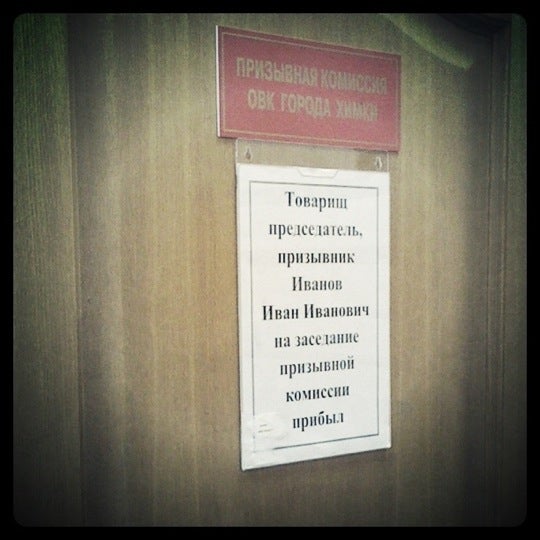 ПРИЗЫВНАЯ КОМИССИЯ
ОВК ГОРОДА ХИМКИ
Товарищ
председатель,
призывник
Иванов
Иван Иванович
на заседание
призывной
комиссии
прибыл